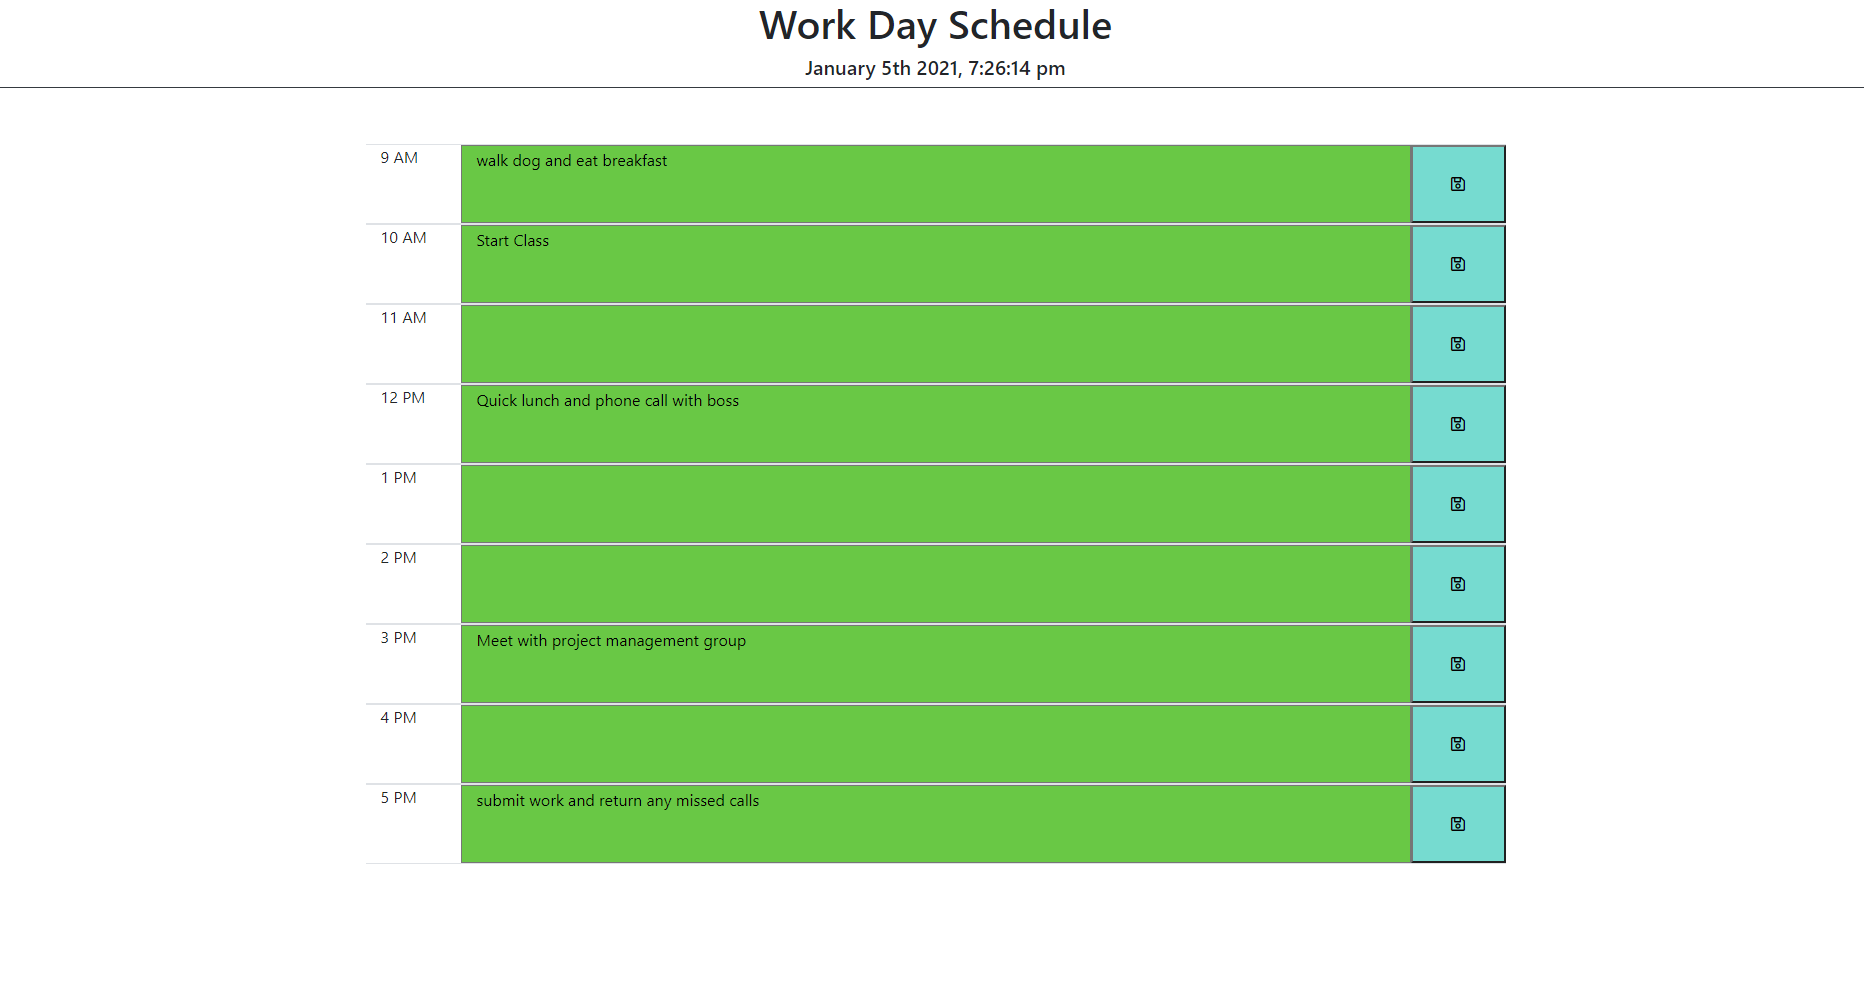 Work Day Schedule
January 5th 2021, 7:26:14 pm
9 AM walk dog and eat breakfast
10 AM Start Class
11 AM
12 PM Quick lunch and phone call with boss
1 PM
2 PM
3 PM Meet with project management group
4 PM
5 PM submit work and return any missed calls